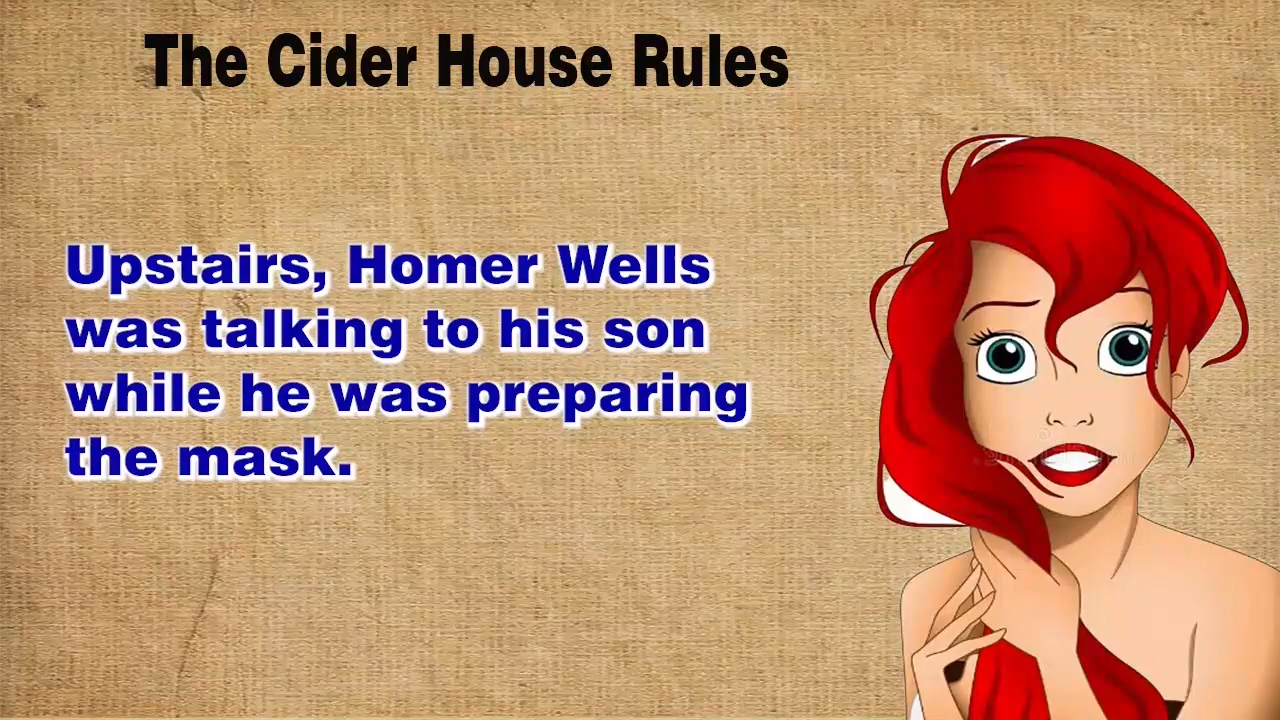 The Cider House Rules
Upstairs, Homer Wells
was talking to his son
while he was preparing
the mask.